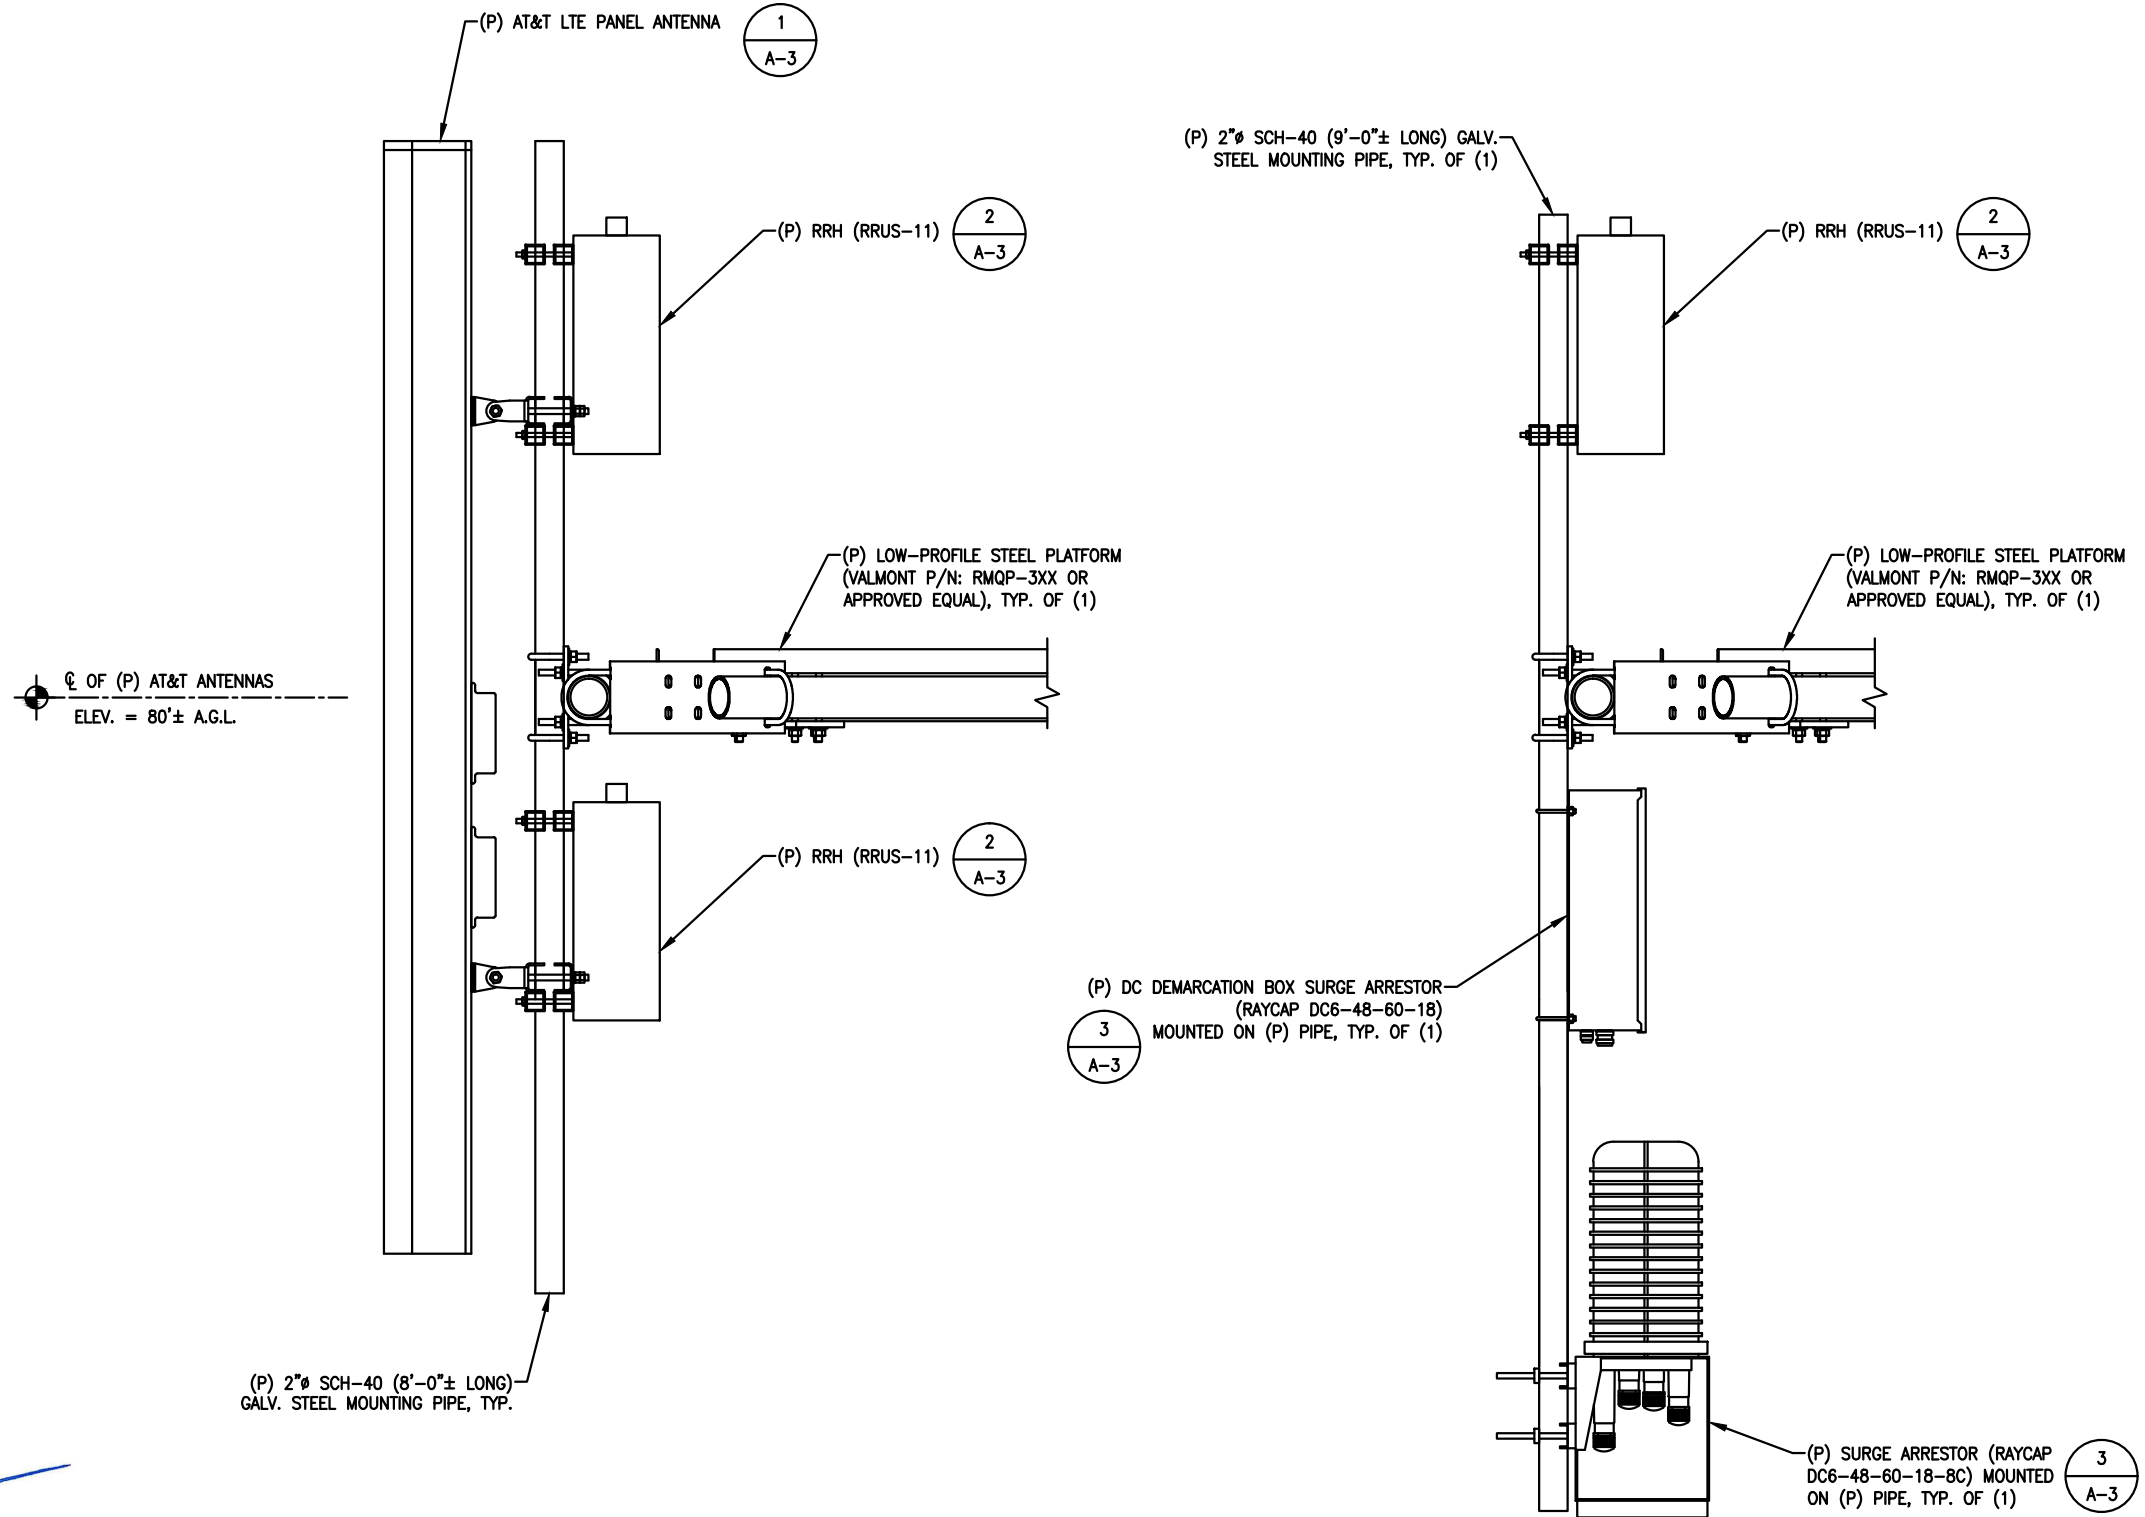 (P) AT&T LTE PANEL ANTENNA
1
A-3
(P) RRH (RRUS-11)
2
A-3
(P) LOW-PROFILE STEEL PLATFORM
(VALMONT P/N: RMQP-3XX OR
APPROVED EQUAL), TYP. OF (1)
℄ OF (P) AT&T ANTENNAS
ELEV. = 80'± A.G.L.
(P) RRH (RRUS-11)
2
A-3
(P) 2"ø SCH-40 (8'-0"± LONG)
GALV. STEEL MOUNTING PIPE, TYP.
(P) 2"ø SCH-40 (9'-0"± LONG) GALV.
STEEL MOUNTING PIPE, TYP. OF (1)
(P) RRH (RRUS-11)
2
A-3
(P) LOW-PROFILE STEEL PLATFORM
(VALMONT P/N: RMQP-3XX OR
APPROVED EQUAL), TYP. OF (1)
(P) DC DEMARCATION BOX SURGE ARRESTOR
(RAYCAP DC6-48-60-18)
MOUNTED ON (P) PIPE, TYP. OF (1)
3
A-3
(P) SURGE ARRESTOR (RAYCAP
DC6-48-60-18-8C) MOUNTED
ON (P) PIPE, TYP. OF (1)
3
A-3